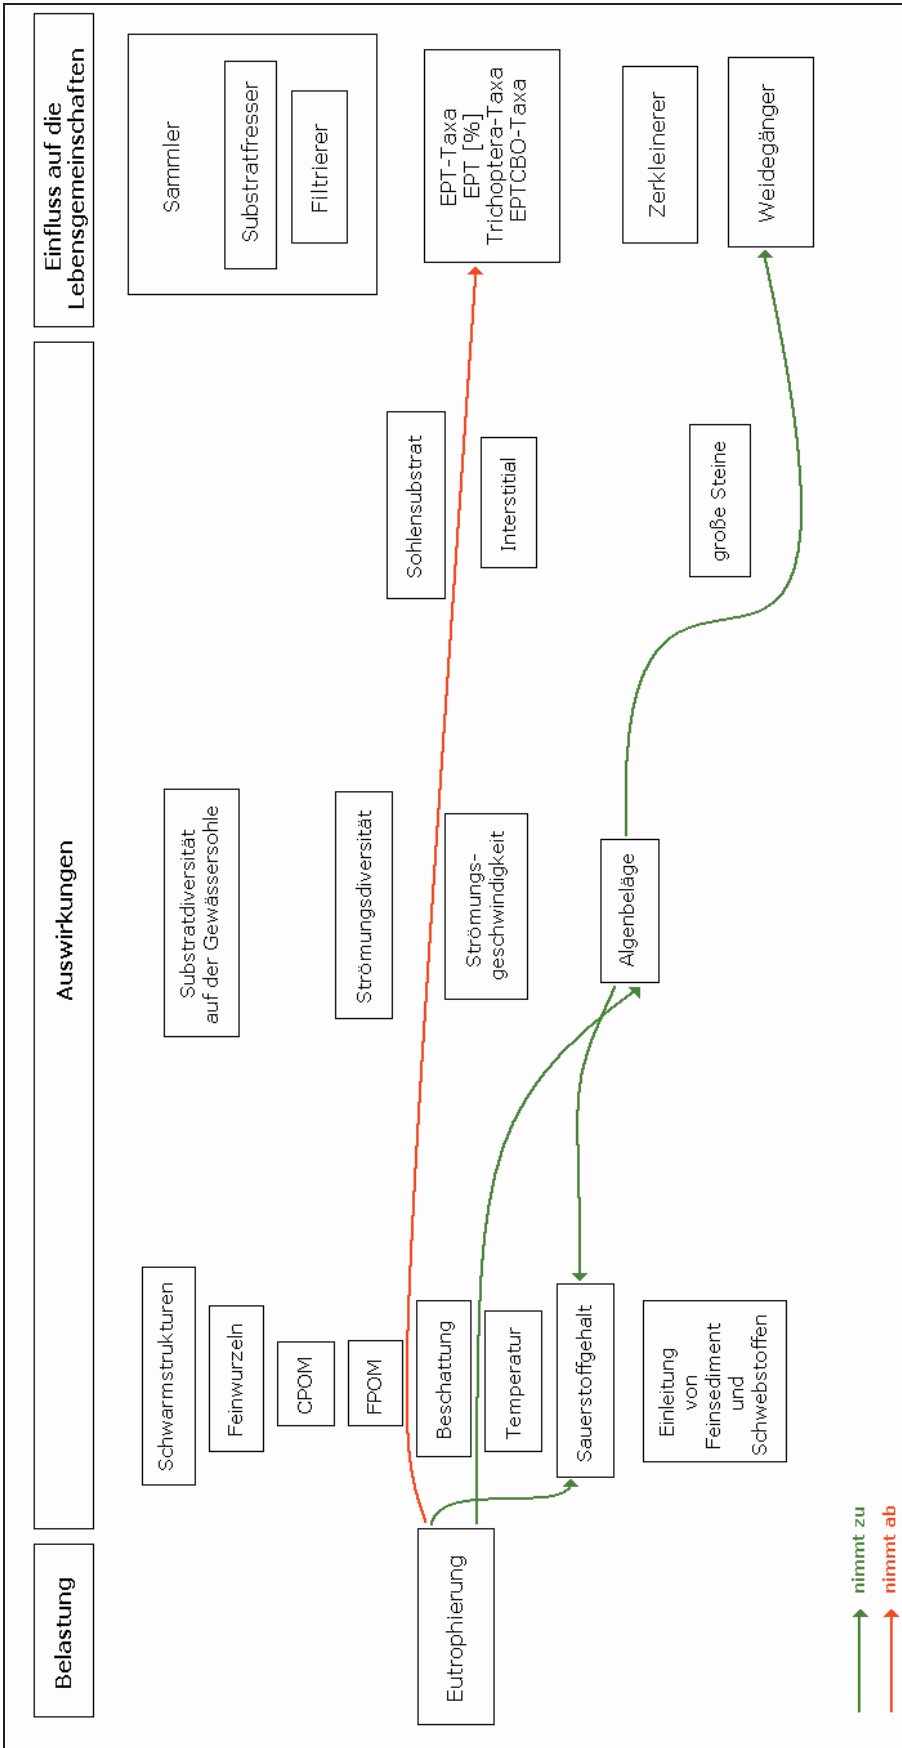 Belastung
Auswirkungen
Einfluss auf die
Lebensgemeinschaften
Eutrophierung
Schwarmstrukturen
Feinwurzeln
CPOM
FPOM
Beschattung
Temperatur
Sauerstoffgehalt
Einleitung
von
Feinsediment
und
Schwebstoffen
Substratdiversität
auf der Gewässersohle
Strömungsdiversität
Strömungs-
geschwindigkeit
Algenbeläge
Sohlensubstrat
Interstitial
große Steine
Sammler
Substratfresser
Filtrierer
EPT-Taxa
EPT [%]
Trichoptera-Taxa
EPTCBO-Taxa
Zerkleinerer
Weidegänger
nimmt zu
nimmt ab